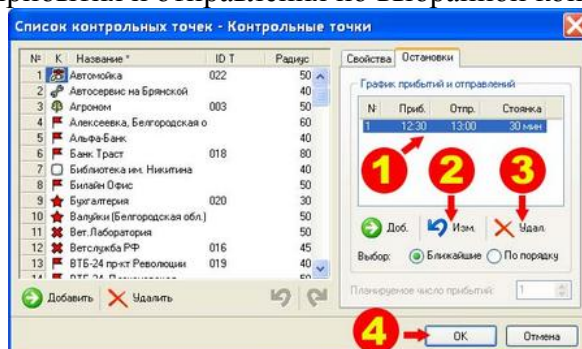 Список контрольных точек - Контрольные точки
№ К Название ID T Радиус
1 Автомойка 022 50
2 Автосервис на Брянской 40
3 Агроном 003 50
4 Алексеевка, Белгородская о 60
5 Альфа-Банк 40
6 Банк Траст 018 80
7 Библиотека им. Никитина 40
8 Билайн Офис 50
9 Бухгалтерия 020 30
10 Валуйки (Белгородская обл.) 50
11 Вет.Лаборатория 50
12 Ветслужба РФ 016 45
13 ВТБ-24 пр-кт Революции 019 40
Добавить Удалить
Свойства Остановки
График прибытий и отправлений
N Приб. Отпр. Стоянка
1 12:30 13:00 30 мин
1 2 3
Доб. Изм. Удал.
Выбор: Ближайшие По порядку
Планируемое число прибытий: 1
4
OK Отмена